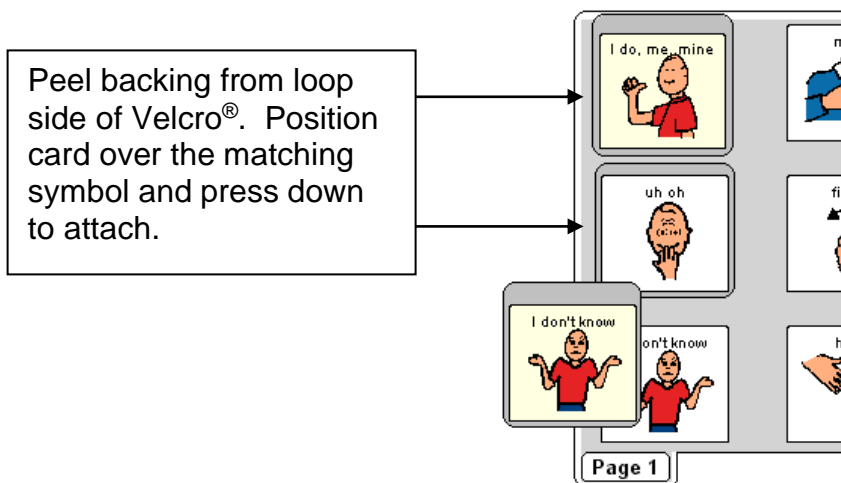 Peel backing from loop
side of Velcro®. Position
card over the matching
symbol and press down
to attach.
I do, me, mine
uh oh
I don't know
on't know
Page 1